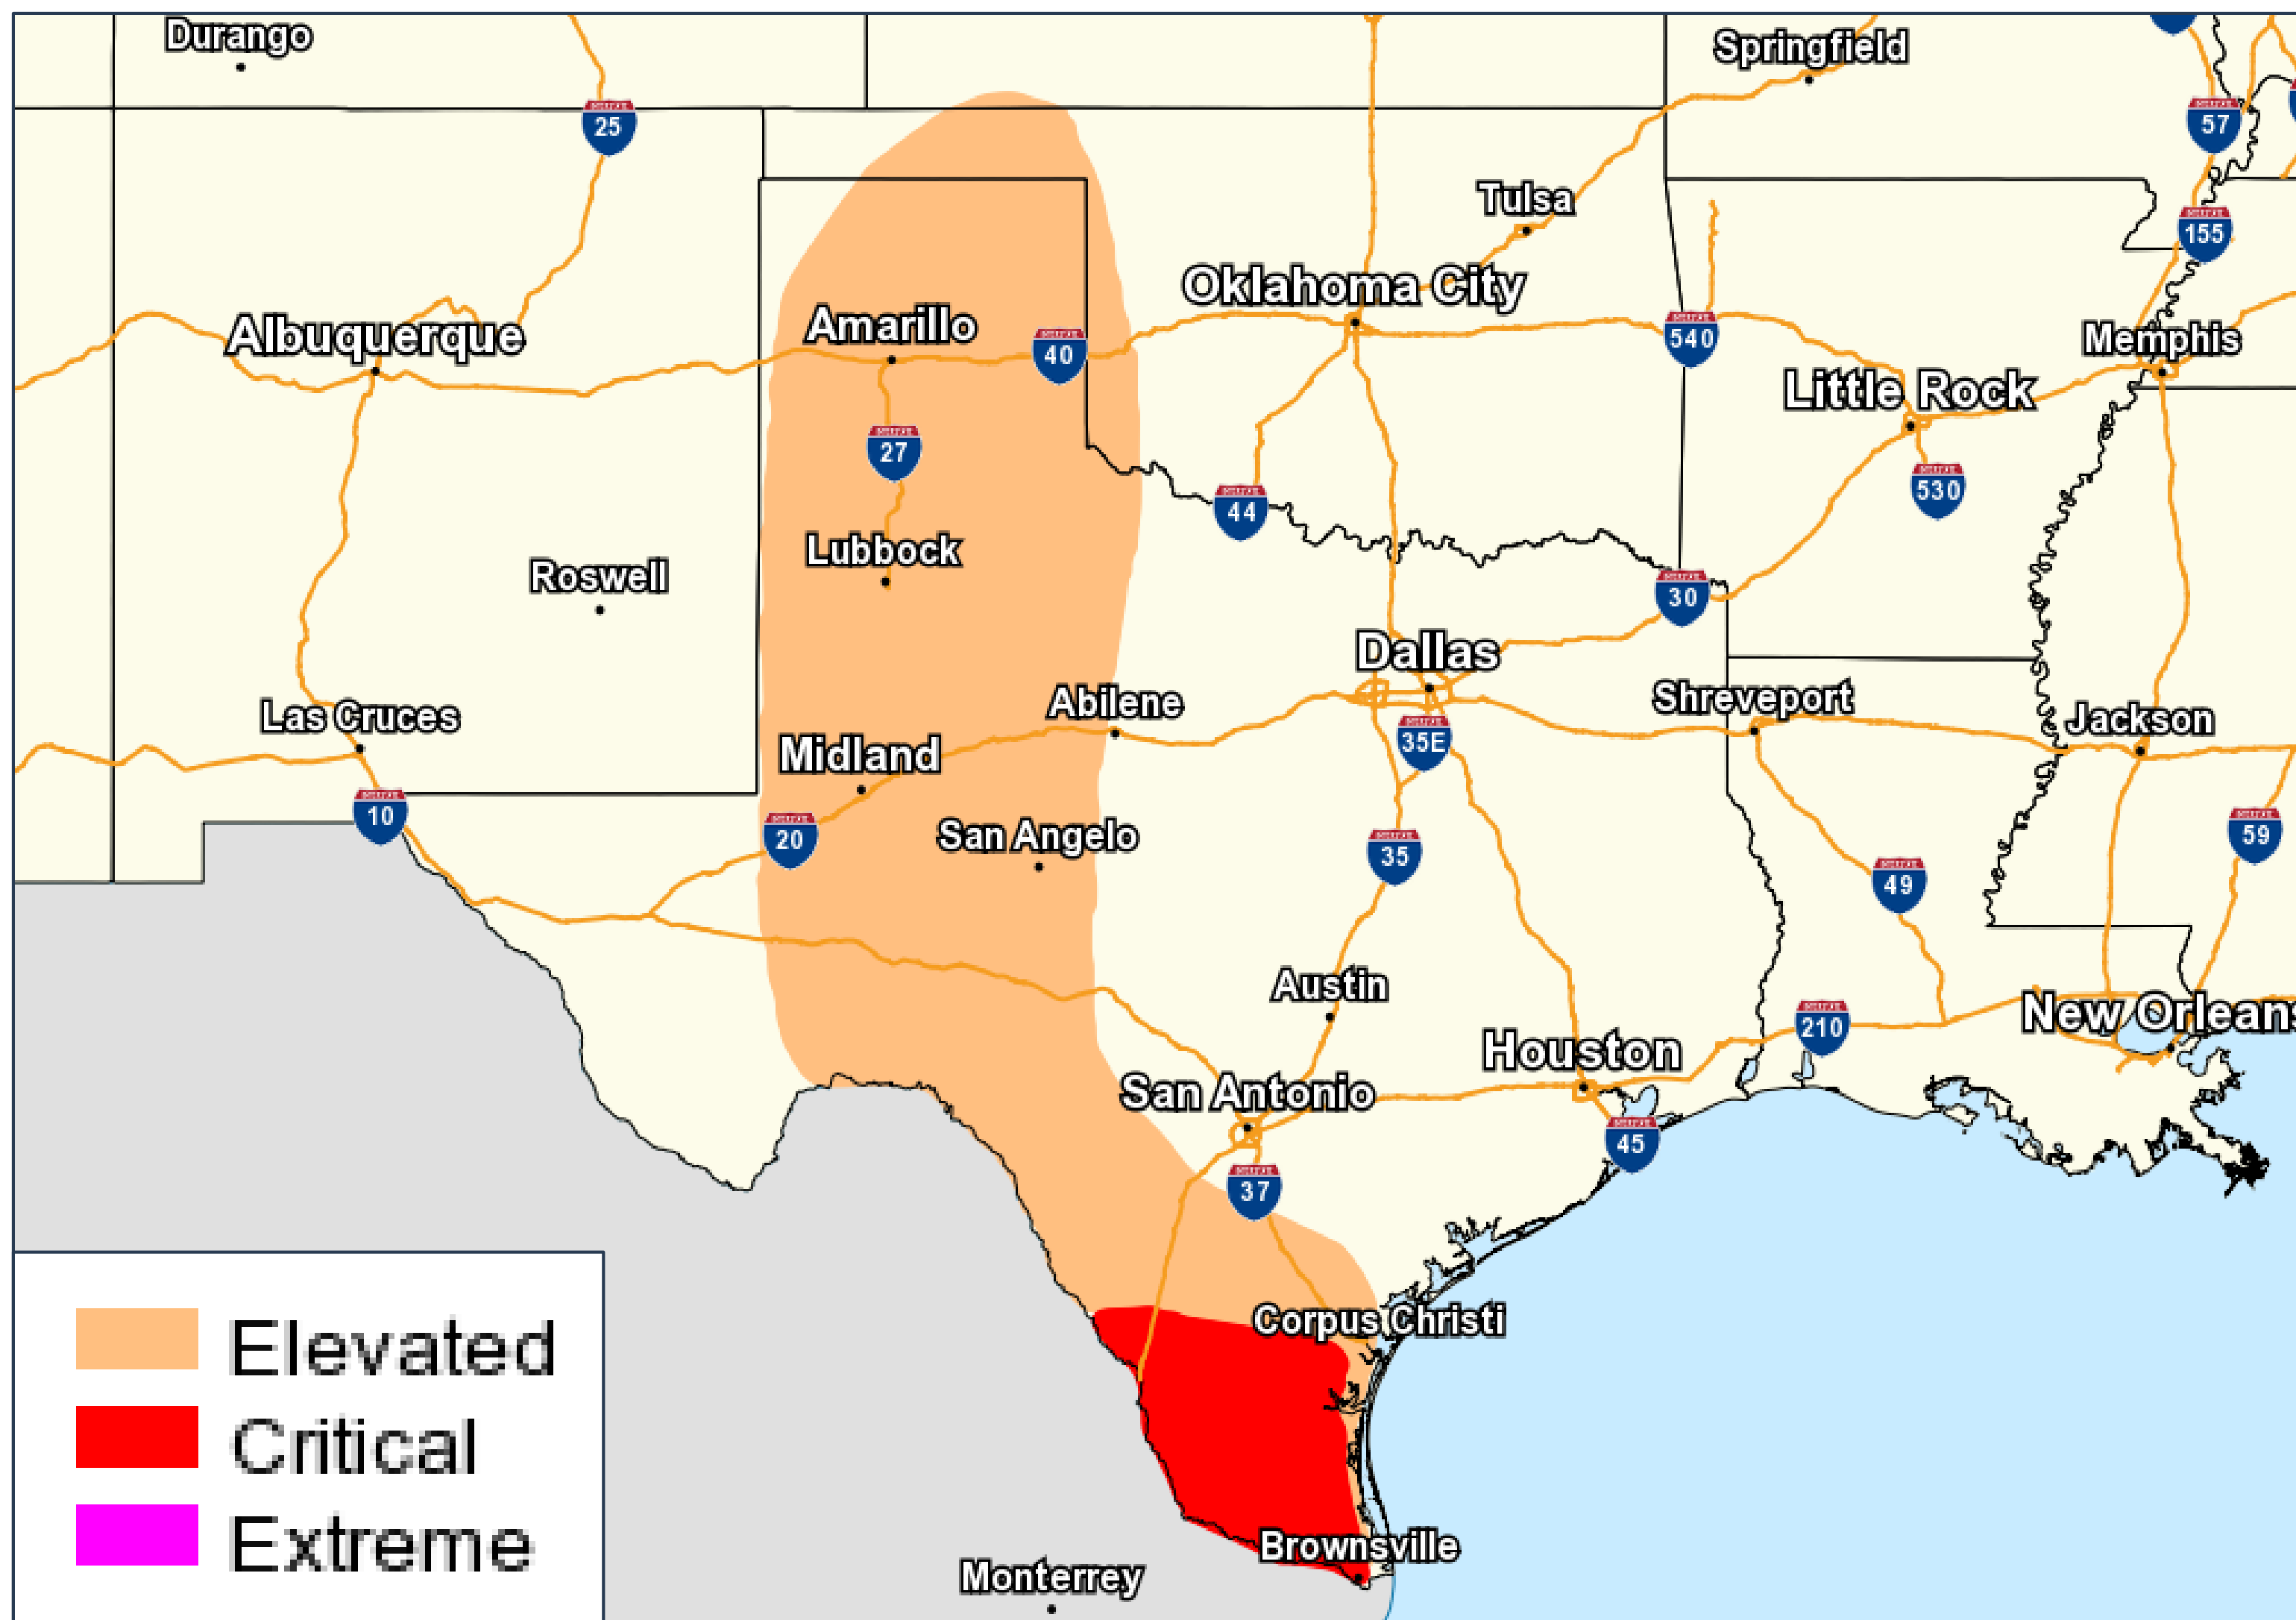 Durango
Springfield
25
57
Tulsa
155
Oklahoma City
Albuquerque
Amarillo
40
540
Memphis
Little Rock
27
530
44
Lubbock
Roswell
30
Dallas
Las Cruces
Abilene
Shreveport
Jackson
Midland
35E
10
20
San Angelo
35
59
49
Austin
New Orleans
210
Houston
San Antonio
45
37
Corpus Christi
Elevated
Critical
Extreme
Brownsville
Monterrey